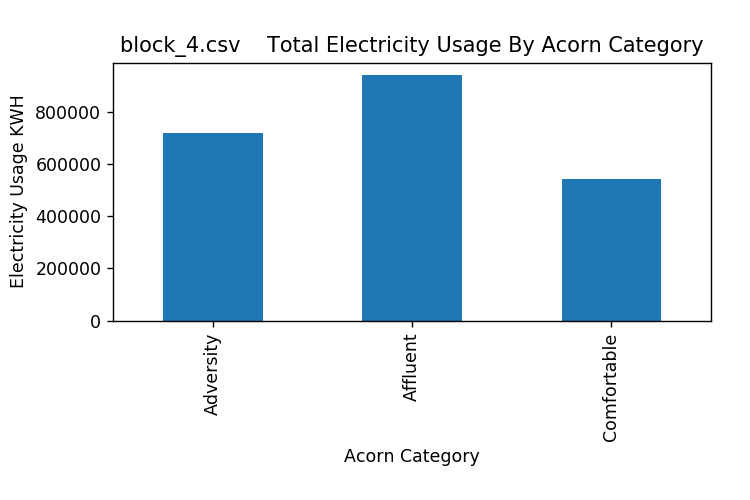 block_4.csv    Total Electricity Usage By Acorn Category
Electricity Usage KWH
800000
600000
400000
200000
0
Adversity
Affluent
Comfortable
Acorn Category